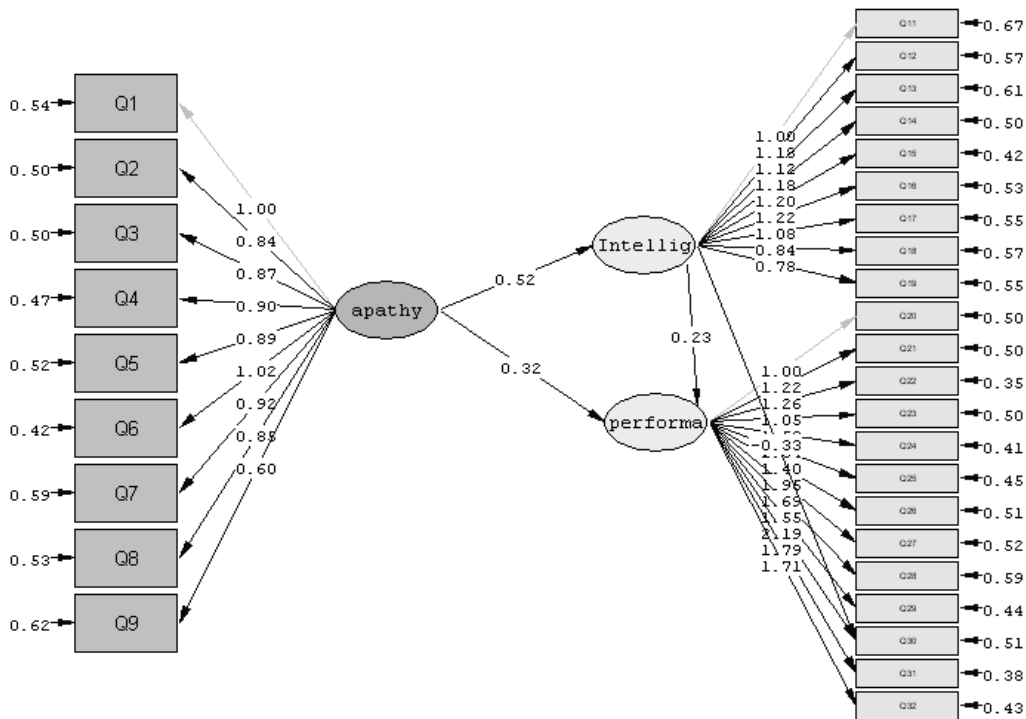 0.54 Q1
0.50 Q2
0.50 Q3
0.47 Q4
0.52 Q5
0.42 Q6
0.59 Q7
0.53 Q8
0.62 Q9
1.00
0.84
0.87
0.90
0.89
1.02
0.92
0.85
0.60
apathy
0.52
0.32
Intellig
0.23
performa
1.00
1.18
1.12
1.18
1.20
1.22
1.08
0.84
0.78
1.00
1.22
1.26
1.05
-0.33
1.40
1.96
1.69
1.55
2.19
1.79
1.71
Q11 0.67
Q12 0.57
Q13 0.61
Q14 0.50
Q15 0.42
Q16 0.53
Q17 0.55
Q18 0.57
Q19 0.55
Q20 0.50
Q21 0.50
Q22 0.35
Q23 0.50
Q24 0.41
Q25 0.45
Q26 0.51
Q27 0.52
Q28 0.59
Q29 0.44
Q30 0.51
Q31 0.38
Q32 0.43